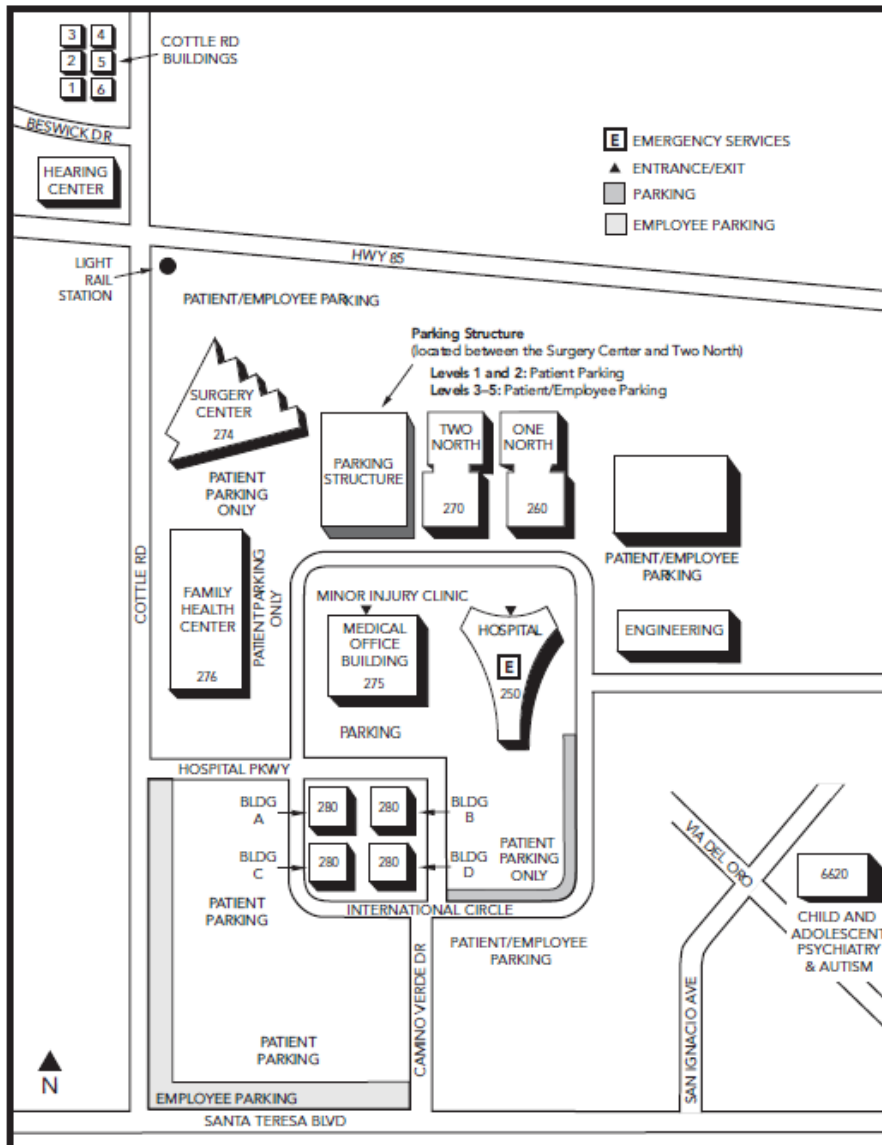 3 4
2 5
1 6
COTTLE RD
BUILDINGS
BESWICK DR
HEARING
CENTER
E EMERGENCY SERVICES
ENTRANCE/EXIT
PARKING
EMPLOYEE PARKING
HWY 85
LIGHT
RAIL
STATION
PATIENT/EMPLOYEE PARKING
Parking Structure
(located between the Surgery Center and Two North)
Levels 1 and 2: Patient Parking
Levels 3–5: Patient/Employee Parking
SURGERY
CENTER
274
PATIENT
PARKING
ONLY
PARKING
STRUCTURE
TWO
NORTH
270
ONE
NORTH
260
PATIENT/EMPLOYEE
PARKING
COTTLE RD
FAMILY
HEALTH
CENTER
276
PATIENT PARKING
ONLY
MINOR INJURY CLINIC
MEDICAL
OFFICE
BUILDING
275
HOSPITAL
E
250
ENGINEERING
PARKING
HOSPITAL PKWY
BLDG
A
280
280
BLDG
B
BLDG
C
280
280
BLDG
D
PATIENT
PARKING
ONLY
PATIENT
PARKING
INTERNATIONAL CIRCLE
PATIENT/EMPLOYEE
PARKING
VIA DEL ORO
6620
CHILD AND
ADOLESCENT
PSYCHIATRY
& AUTISM
CAMINO VERDE DR
SAN IGNACIO AVE
PATIENT
PARKING
N
EMPLOYEE PARKING
SANTA TERESA BLVD